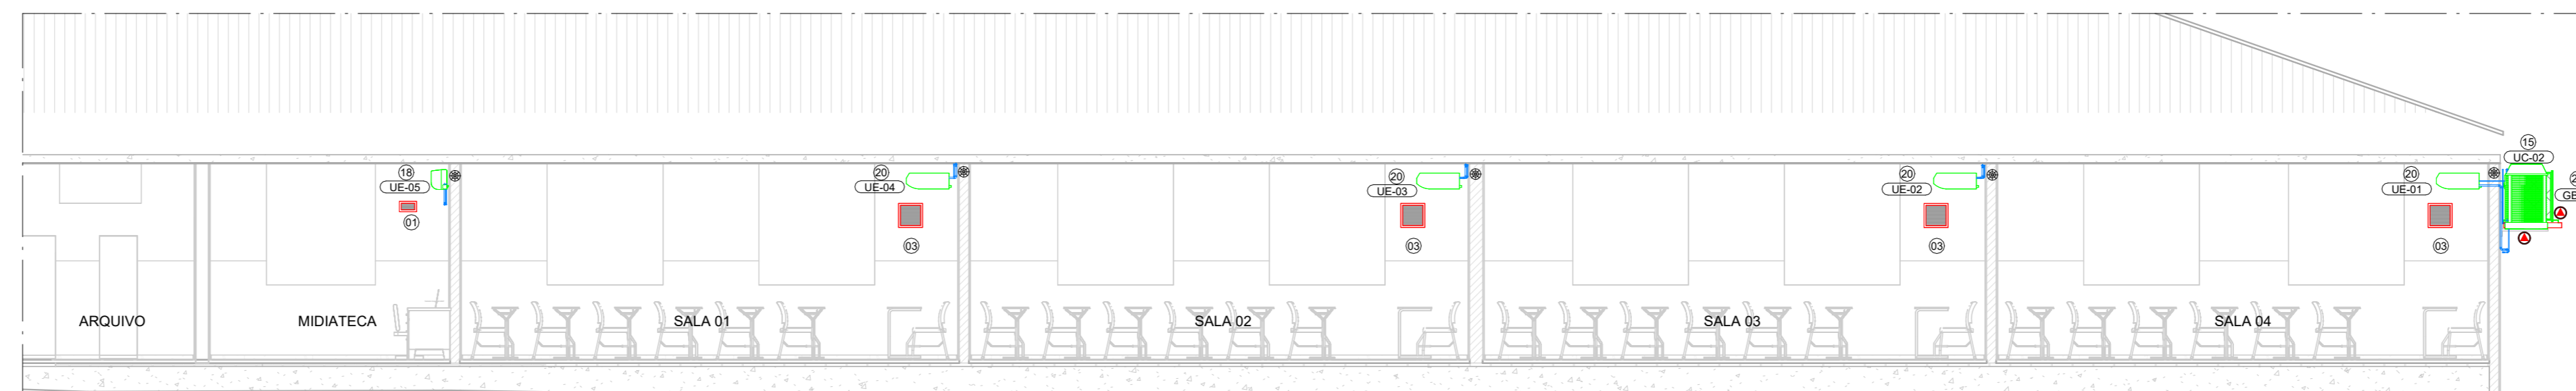 15
UC-02
18
UE-05
01
20
UE-04
03
20
UE-03
03
20
UE-02
03
20
UE-01
03
ARQUIVO
MIDIATECA
SALA 01
SALA 02
SALA 03
SALA 04